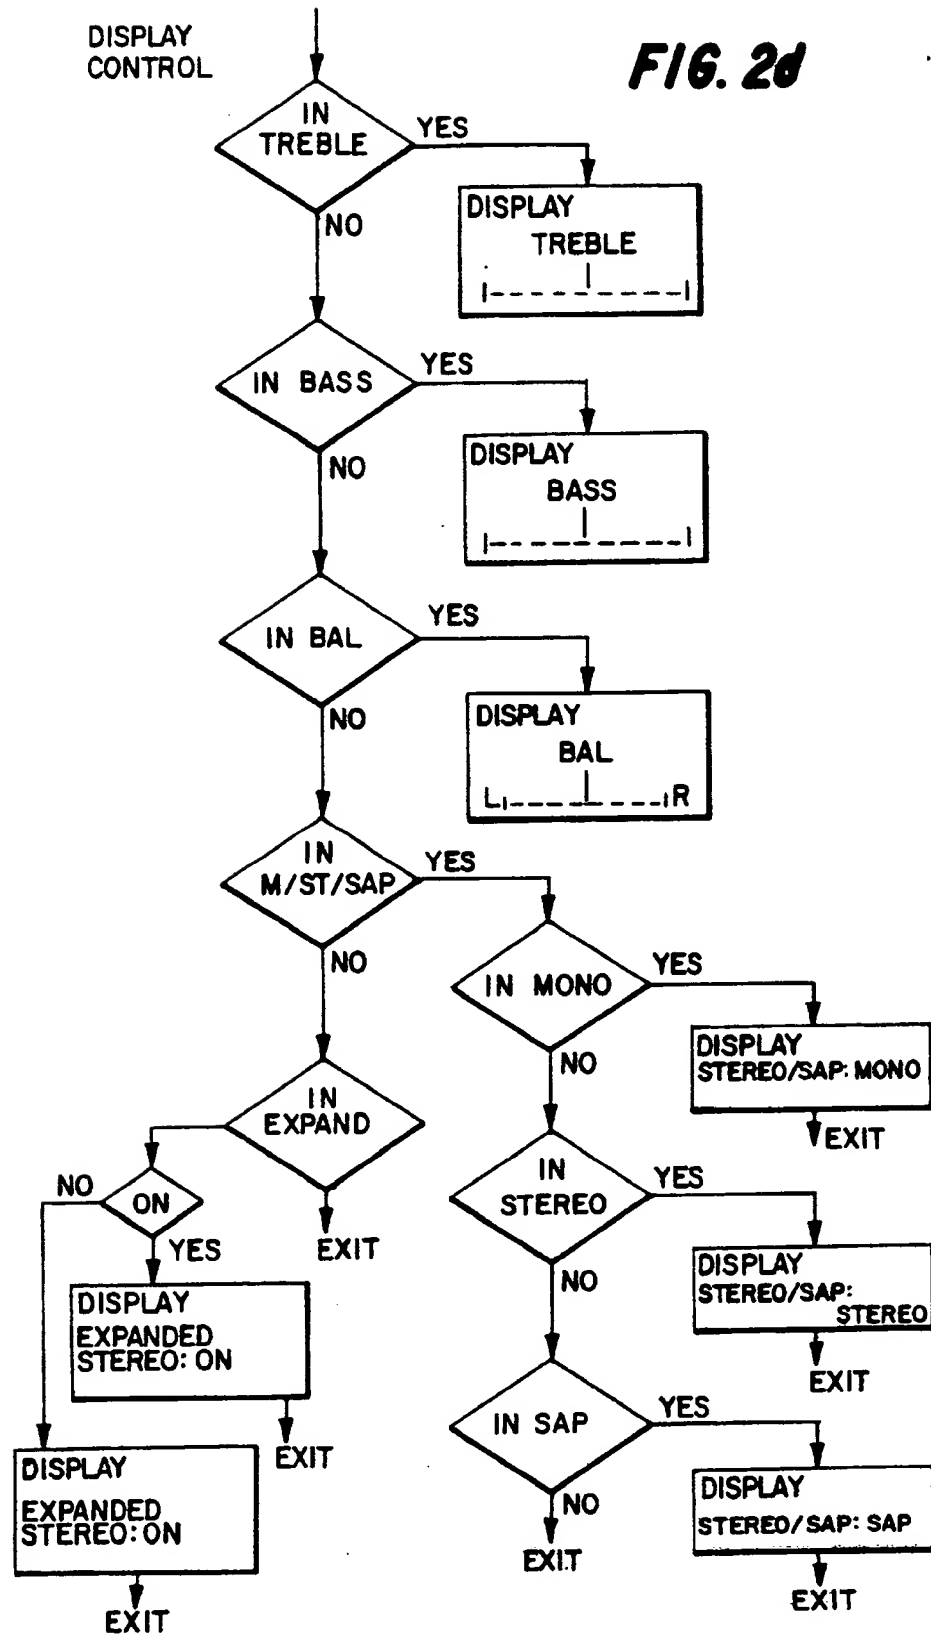 DISPLAY
CONTROL
FIG. 2d
IN
TREBLE
YES
NO
DISPLAY
TREBLE
IN BASS
YES
NO
DISPLAY
BASS
IN BAL
YES
NO
DISPLAY
BAL
L R
IN
M/ST/SAP
YES
NO
IN MONO
YES
NO
DISPLAY
STEREO/SAP: MONO
EXIT
IN
EXPAND
EXIT
NO
ON
YES
DISPLAY
EXPANDED
STEREO: ON
EXIT
DISPLAY
EXPANDED
STEREO: ON
EXIT
IN
STEREO
YES
NO
DISPLAY
STEREO/SAP:
STEREO
EXIT
IN SAP
YES
NO
EXIT
DISPLAY
STEREO/SAP: SAP
EXIT